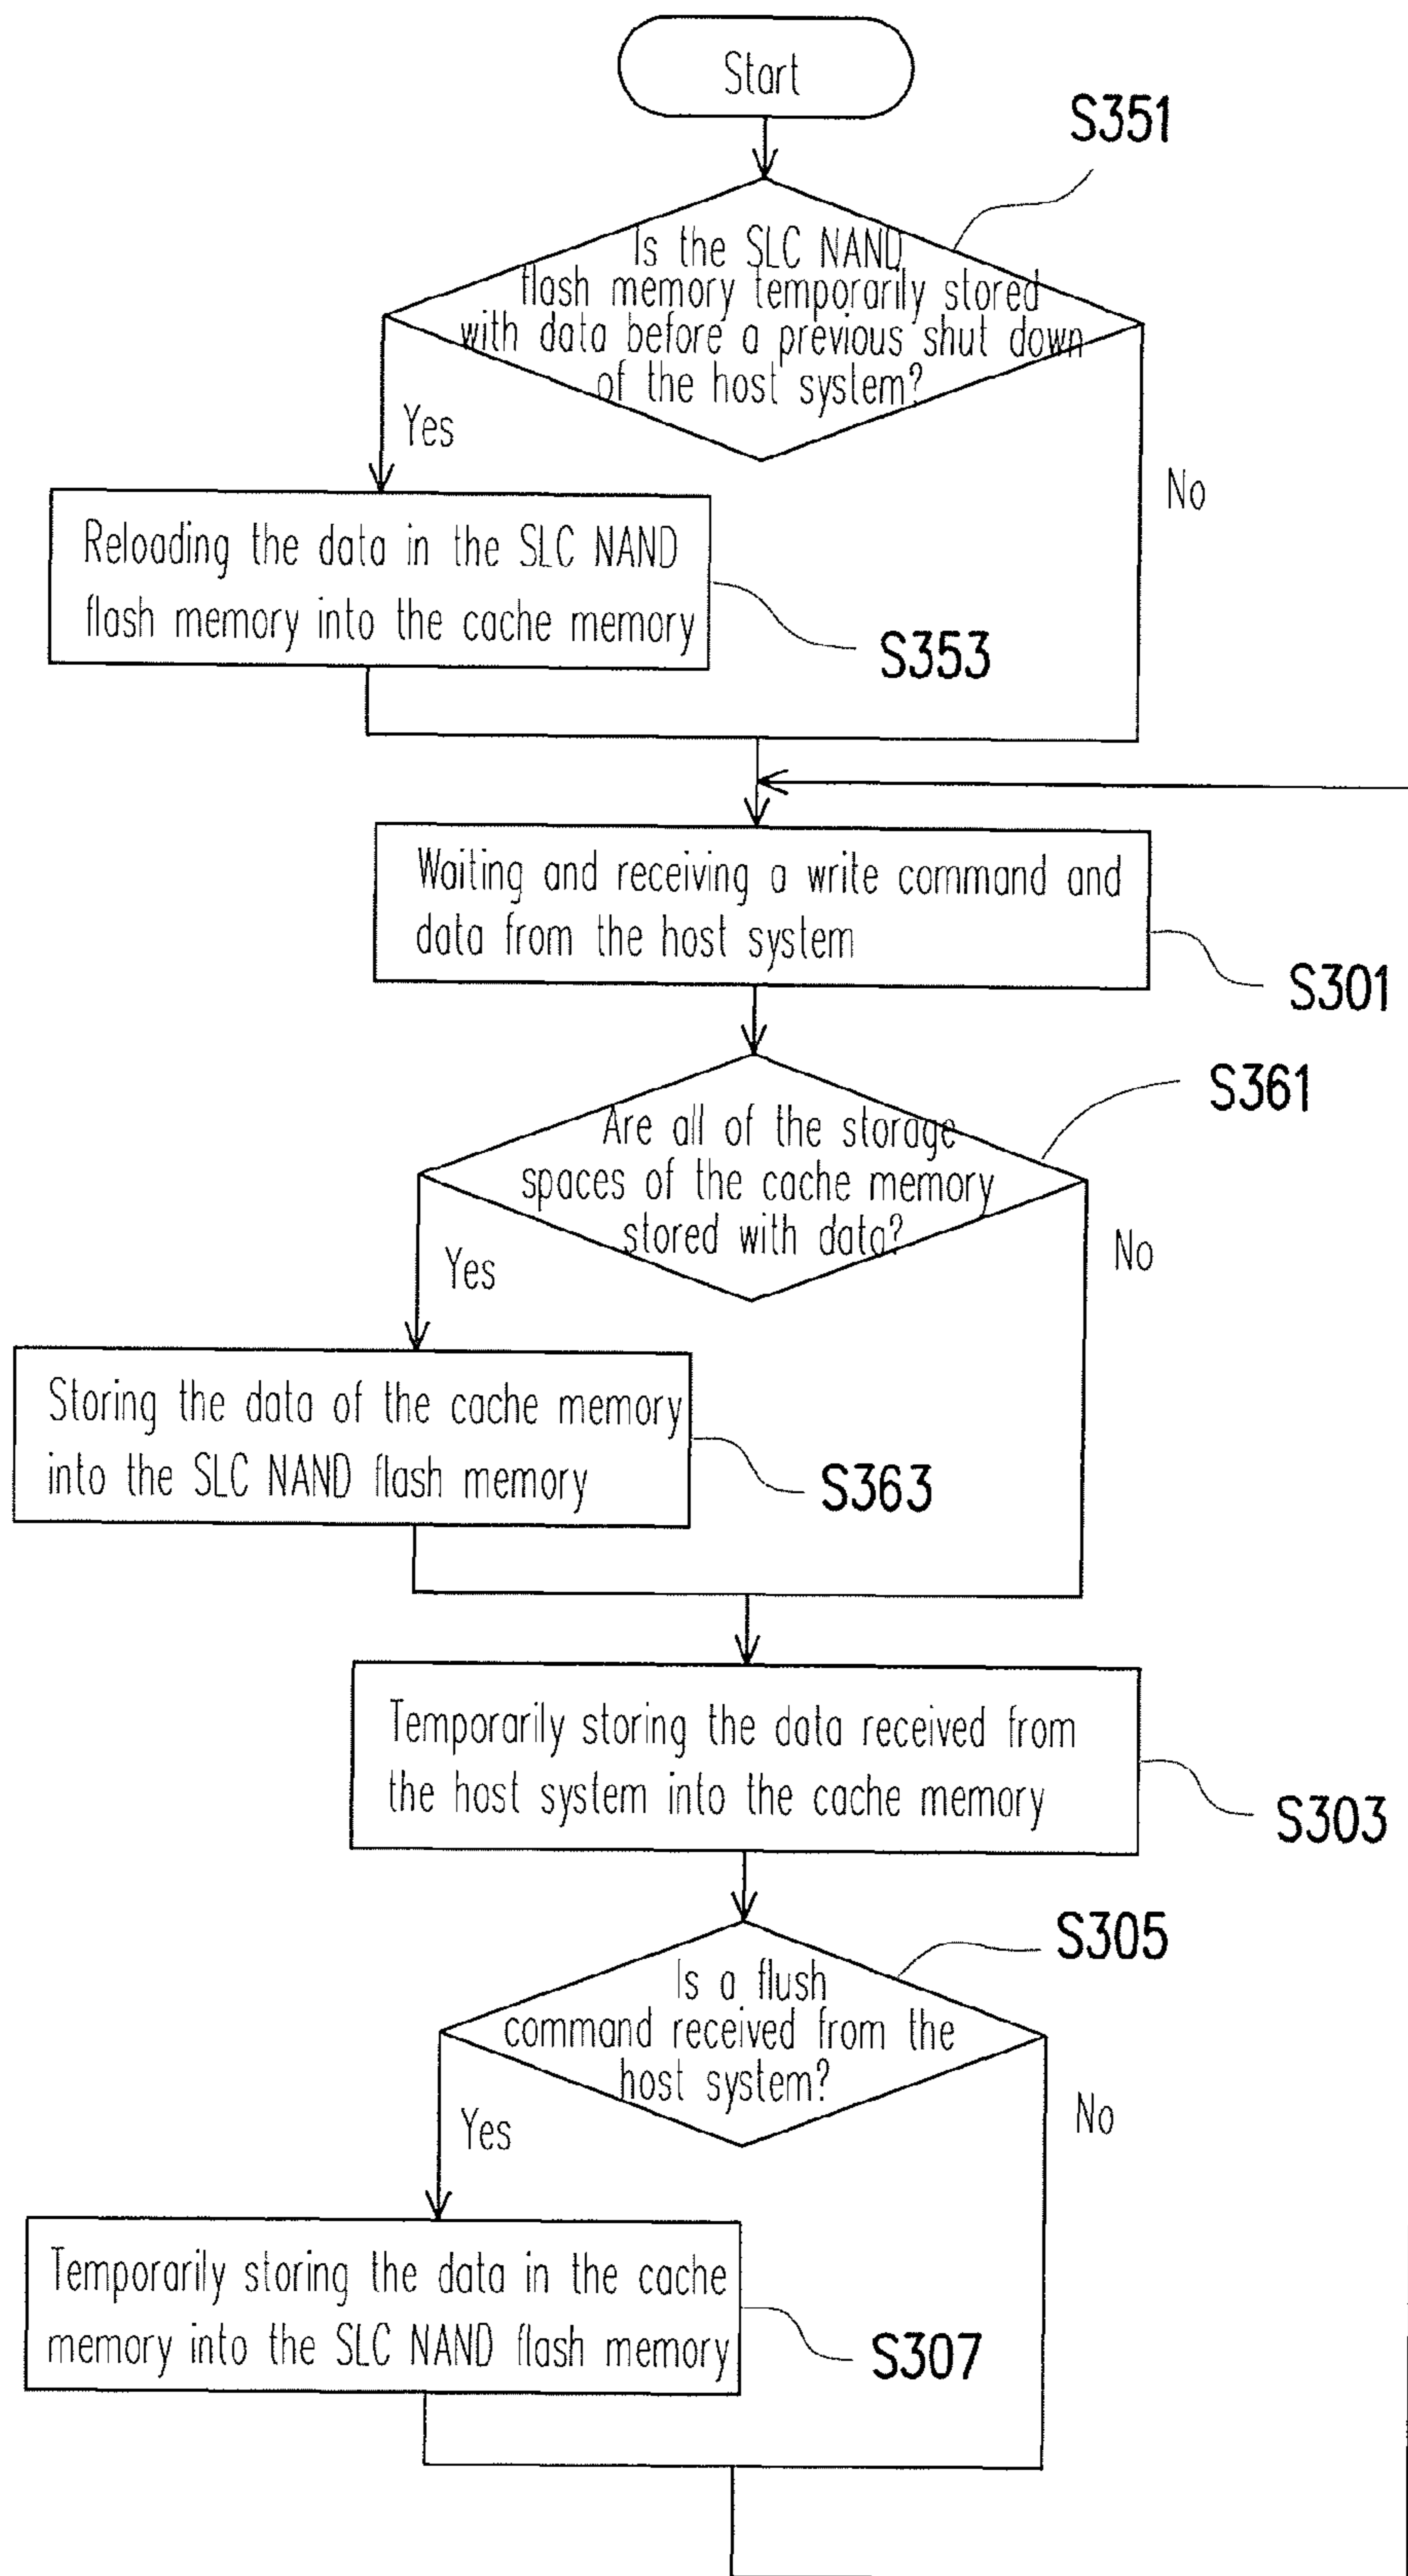 Start
S351
Is the SLC NAND
flash memory temporarily stored
with data before a previous shut down
of the host system?
Yes
No
Reloading the data in the SLC NAND
flash memory into the cache memory
S353
Waiting and receiving a write command and
data from the host system
S301
S361
Are all of the storage
spaces of the cache memory
stored with data?
Yes
No
Storing the data of the cache memory
into the SLC NAND flash memory
S363
Temporarily storing the data received from
the host system into the cache memory
S303
S305
Is a flush
command received from the
host system?
Yes
No
Temporarily storing the data in the cache
memory into the SLC NAND flash memory
S307